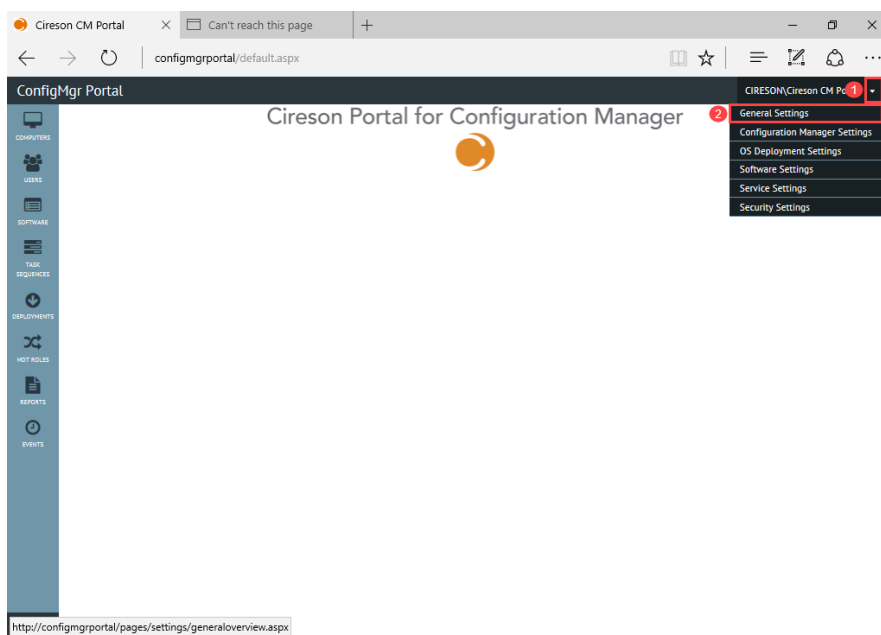 Cireson CM Portal
Can't reach this page
configmgrportal/default.aspx
ConfigMgr Portal
CIRESON\Cireson CM Po
1
Cireson Portal for Configuration Manager
2
General Settings
Configuration Manager Settings
OS Deployment Settings
Software Settings
Service Settings
Security Settings
COMPUTERS
USERS
SOFTWARE
TASK
SEQUENCES
DEPLOYMENTS
MDT ROLES
REPORTS
EVENTS
http://configmgrportal/pages/settings/generaloverview.aspx